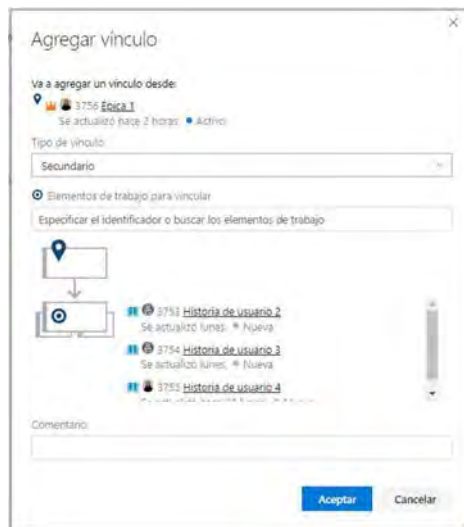 Agregar vínculo
Va a agregar un vínculo desde:
3756 Épica 1
Se actualizó hace 2 horas. Activo
Tipo de vínculo:
Secundario
Elementos de trabajo para vincular
Especificar el identificador o buscar los elementos de trabajo
3753 Historia de usuario 2
Se actualizó lunes. Nueva
3754 Historia de usuario 3
Se actualizó lunes. Nueva
3755 Historia de usuario 4
Comentario:
Aceptar Cancelar